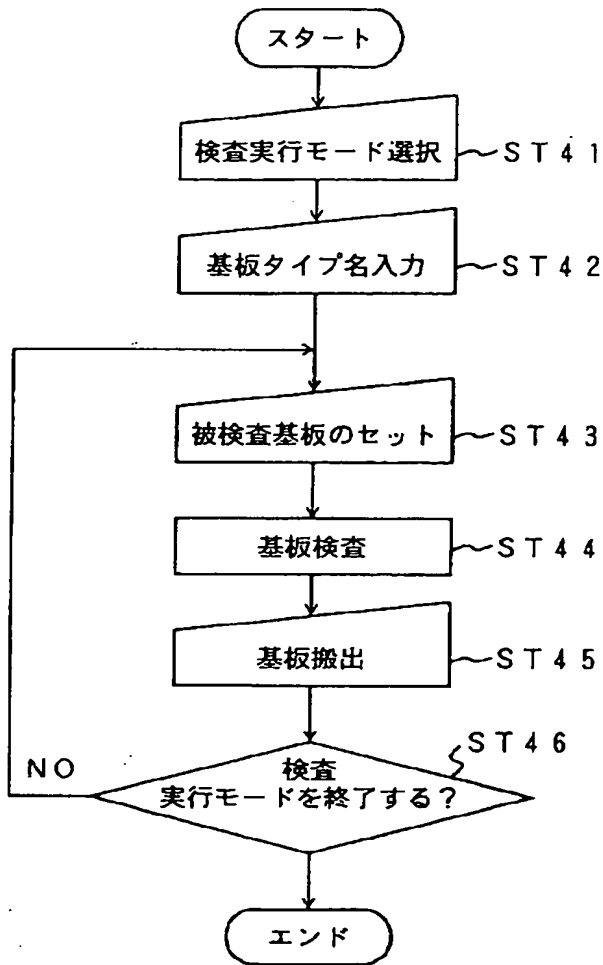 スタート
検査実行モード選択
ST41
基板タイプ名入力
ST42
被検査基板のセット
ST43
基板検査
ST44
基板搬出
ST45
ST46
検査
実行モードを終了する?
NO
エンド